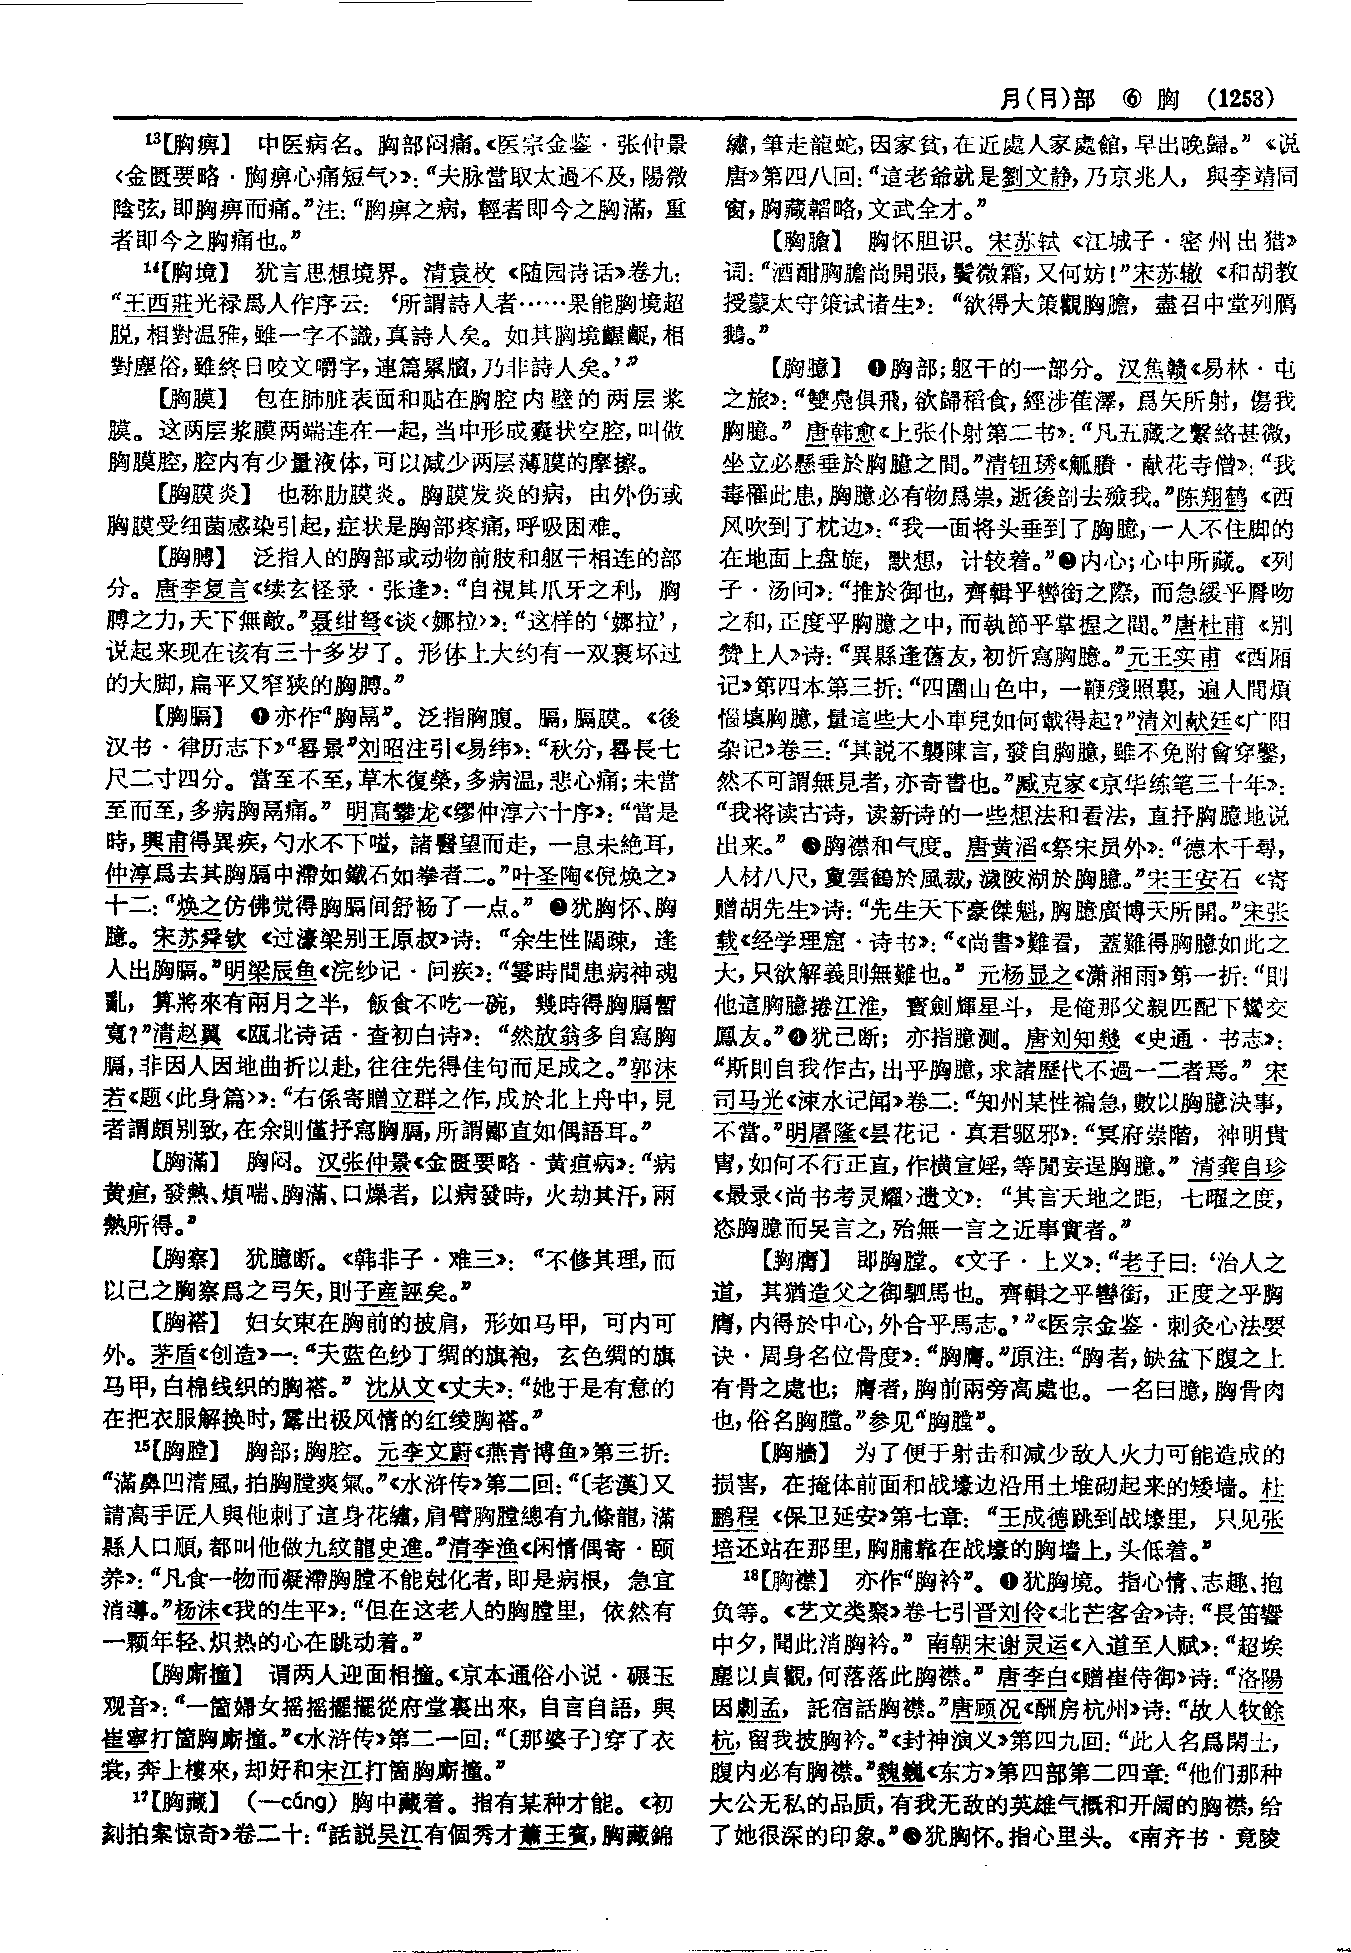 月(⺼)部 ⑥ 胸 (1253)
13【胸痹】 中医病名。胸部闷痛。《医宗金鉴·张仲景
〈金匮要略·胸痹心痛短气〉》：“夫脉當取太過不及，陽微
陰弦，即胸痹而痛。”注：“胸痹之病，輕者即今之胸滿，重
者即今之胸痛也。”
14【胸境】 犹言思想境界。清袁枚《随园诗话》卷九：
“王西莊光禄爲人作序云：‘所謂詩人者……果能胸境超
脱，相對温雅，雖一字不識，真詩人矣。如其胸境齷齪，相
對塵俗，雖終日咬文嚼字，連篇累牘，乃非詩人矣。’”
【胸膜】 包在肺脏表面和贴在胸腔内壁的两层浆
膜。这两层浆膜两端连在一起，当中形成囊状空腔，叫做
胸膜腔，腔内有少量液体，可以减少两层薄膜的摩擦。
【胸膜炎】 也称肋膜炎。胸膜发炎的病，由外伤或
胸膜受细菌感染引起，症状是胸部疼痛，呼吸困难。
【胸膊】 泛指人的胸部或动物前肢和躯干相连的部
分。唐李复言《续玄怪录·张逢》：“自視其爪牙之利，胸
膊之力，天下無敵。”聂绀弩《谈〈娜拉〉》：“这样的‘娜拉’，
说起来现在该有三十多岁了。形体上大约有一双裹坏过
的大脚，扁平又窄狭的胸膊。”
【胸膈】 ❶亦作“胸鬲”。泛指胸腹。膈，膈膜。《後
汉书·律历志下》“晷景”刘昭注引《易纬》：“秋分，晷長七
尺二寸四分。當至不至，草木復榮，多病温，悲心痛；未當
至而至，多病胸鬲痛。”明高攀龙《缪仲淳六十序》：“當是
時，興甫得異疾，勺水不下嗌，諸醫望而走，一息未絶耳，
仲淳爲去其胸膈中滯如鐵石如拳者二。”叶圣陶《倪焕之》
十二：“焕之仿佛觉得胸膈间舒畅了一点。” ❷犹胸怀、胸
臆。宋苏舜钦《过濠梁别王原叔》诗：“余生性闊疎，逢
人出胸膈。”明梁辰鱼《浣纱记·问疾》：“霎時間患病神魂
亂，算將來有兩月之半，飯食不吃一碗，幾時得胸膈暫
寬？”清赵翼《瓯北诗话·查初白诗》：“然放翁多自寫胸
膈，非因人因地曲折以赴，往往先得佳句而足成之。”郭沫
若《题〈此身篇〉》：“右係寄贈立群之作，成於北上舟中，見
者謂頗别致，在余則僅抒寫胸膈，所謂鄙直如偶語耳。”
【胸滿】 胸闷。汉张仲景《金匮要略·黄疸病》：“病
黄疸，發熱、煩喘、胸滿、口燥者，以病發時，火劫其汗，兩
熱所得。”
【胸察】 犹臆断。《韩非子·难三》：“不修其理，而
以己之胸察爲之弓矢，則子産誣矣。”
【胸褡】 妇女束在胸前的披肩，形如马甲，可内可
外。茅盾《创造》一：“天蓝色纱丁绸的旗袍，玄色绸的旗
马甲，白棉线织的胸褡。”沈从文《丈夫》：“她于是有意的
在把衣服解换时，露出极风情的红绫胸褡。”
15【胸膛】 胸部；胸腔。元李文蔚《燕青博鱼》第三折：
“滿鼻凹清風，拍胸膛爽氣。”《水浒传》第二回：“〔老漢〕又
請高手匠人與他刺了這身花繡，肩臂胸膛總有九條龍，滿
縣人口順，都叫他做九紋龍史進。”清李渔《闲情偶寄·颐
养》：“凡食一物而凝滯胸膛不能尅化者，即是病根，急宜
消導。”杨沫《我的生平》：“但在这老人的胸膛里，依然有
一颗年轻、炽热的心在跳动着。”
【胸廝撞】 谓两人迎面相撞。《京本通俗小说·碾玉
观音》：“一箇婦女摇摇擺擺從府堂裏出來，自言自語，與
崔寧打箇胸廝撞。”《水浒传》第二一回：“〔那婆子〕穿了衣
裳，奔上樓來，却好和宋江打箇胸廝撞。”
17【胸藏】 （—cáng）胸中藏着。指有某种才能。《初
刻拍案惊奇》卷二十：“話説吴江有個秀才蕭王賓，胸藏錦
繡，筆走龍蛇，因家貧，在近處人家處館，早出晚歸。”《说
唐》第四八回：“這老爺就是劉文静，乃京兆人，與李靖同
窗，胸藏韜略，文武全才。”
【胸膽】 胸怀胆识。宋苏轼《江城子·密州出猎》
词：“酒酣胸膽尚開張，鬢微霜，又何妨！”宋苏辙《和胡教
授蒙太守策试诸生》：“欲得大策觀胸膽，盡召中堂列鴈
鵝。”
【胸臆】 ❶胸部；躯干的一部分。汉焦赣《易林·屯
之旅》：“雙鳧俱飛，欲歸稻食，經涉萑澤，爲矢所射，傷我
胸臆。”唐韩愈《上张仆射第二书》：“凡五藏之繫絡甚微，
坐立必懸垂於胸臆之間。”清钮琇《觚賸·献花寺僧》：“我
毒罹此患，胸臆必有物爲祟，逝後剖去殮我。”陈翔鹤《西
风吹到了枕边》：“我一面将头垂到了胸臆，一人不住脚的
在地面上盘旋，默想，计较着。”❷内心；心中所藏。《列
子·汤问》：“推於御也，齊輯乎轡銜之際，而急緩乎脣吻
之和，正度乎胸臆之中，而執節乎掌握之間。”唐杜甫《别
赞上人》诗：“異縣逢舊友，初忻寫胸臆。”元王实甫《西厢
记》第四本第三折：“四圍山色中，一鞭殘照裏，遍人間煩
惱填胸臆，量這些大小車兒如何載得起？”清刘献廷《广阳
杂记》卷三：“其説不襲陳言，發自胸臆，雖不免附會穿鑿，
然不可謂無見者，亦奇書也。”臧克家《京华练笔三十年》：
“我将读古诗，读新诗的一些想法和看法，直抒胸臆地说
出来。” ❸胸襟和气度。唐黄滔《祭宋员外》：“德木千尋，
人材八尺，夐雲鶴於風裁，瀲陂湖於胸臆。”宋王安石《寄
赠胡先生》诗：“先生天下豪傑魁，胸臆廣博天所開。”宋张
载《经学理窟·诗书》：“《尚書》難看，蓋難得胸臆如此之
大，只欲解義則無難也。”元杨显之《潇湘雨》第一折：“則
他這胸臆捲江淮，寶劍輝星斗，是俺那父親匹配下鸞交
鳳友。”❹犹己断；亦指臆测。唐刘知幾《史通·书志》：
“斯則自我作古，出乎胸臆，求諸歷代不過一二者焉。”宋
司马光《涑水记闻》卷二：“知州某性褊急，數以胸臆決事，
不當。”明屠隆《昙花记·真君驱邪》：“冥府崇階，神明貴
胄，如何不行正直，作横宣婬，等閒妄逞胸臆。”清龚自珍
《最录〈尚书考灵耀〉遗文》：“其言天地之距，七曜之度，
恣胸臆而吴言之，殆無一言之近事實者。”
【胸膺】 即胸膛。《文子·上义》：“老子曰：‘治人之
道，其猶造父之御駟馬也。齊輯之乎轡銜，正度之乎胸
膺，内得於中心，外合乎馬志。’”《医宗金鉴·刺灸心法要
诀·周身名位骨度》：“胸膺。”原注：“胸者，缺盆下腹之上
有骨之處也；膺者，胸前兩旁高處也。一名曰臆，胸骨肉
也，俗名胸膛。”参见“胸膛”。
【胸牆】 为了便于射击和减少敌人火力可能造成的
损害，在掩体前面和战壕边沿用土堆砌起来的矮墙。杜
鹏程《保卫延安》第七章：“王成德跳到战壕里，只见张
培还站在那里，胸脯靠在战壕的胸墙上，头低着。”
18【胸襟】 亦作“胸衿”。❶犹胸境。指心情、志趣、抱
负等。《艺文类聚》卷七引晋刘伶《北芒客舍》诗：“長笛響
中夕，聞此消胸衿。”南朝宋谢灵运《入道至人赋》：“超埃
塵以貞觀，何落落此胸襟。”唐李白《赠崔侍御》诗：“洛陽
因劇孟，託宿話胸襟。”唐顾况《酬房杭州》诗：“故人牧餘
杭，留我披胸衿。”《封神演义》第四九回：“此人名爲閑士，
腹内必有胸襟。”魏巍《东方》第四部第二四章：“他们那种
大公无私的品质，有我无敌的英雄气概和开阔的胸襟，给
了她很深的印象。”❷犹胸怀。指心里头。《南齐书·竟陵